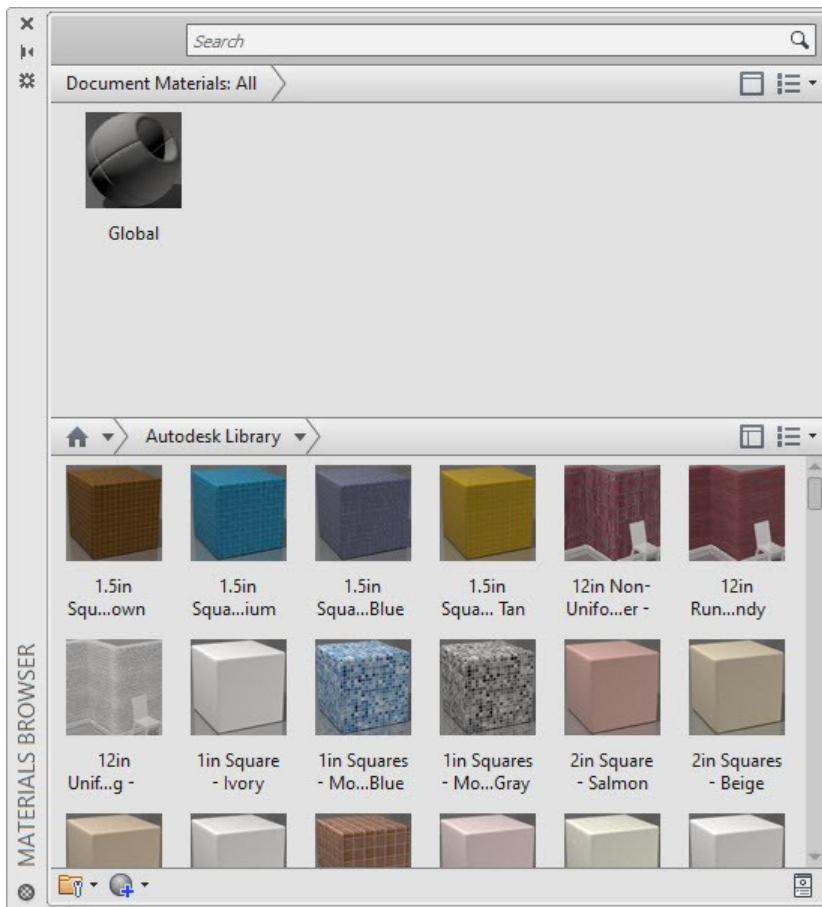 Search
Document Materials: All
Global
Autodesk Library
1.5in
Squ...own
1.5in
Squa...ium
1.5in
Squa...Blue
1.5in
Squa... Tan
12in Non-
Unifo...er -
12in
Run...ndy
12in
Unif...g -
1in Square
- Ivory
1in Squares
- Mo...Blue
1in Squares
- Mo...Gray
2in Square
- Salmon
2in Squares
- Beige
MATERIALS BROWSER